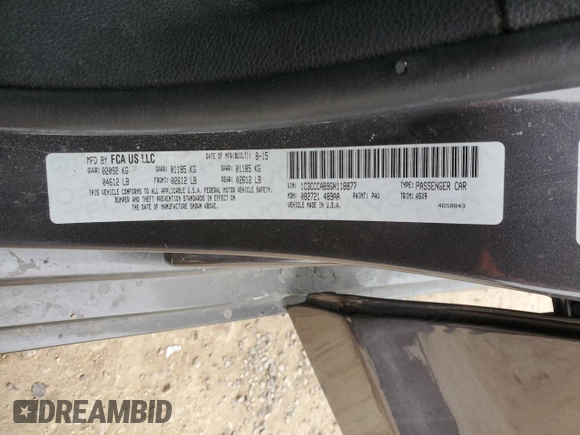 MFD BY FCA US LLC DATE OF MFR(BUILT): 8-15
GVWR: 02092 KG GAWR: 01185 KG GAWR: 01185 KG
04612 LB FRONT: 02612 LB REAR: 02612 LB
THIS VEHICLE CONFORMS TO ALL APPLICABLE U.S.A. FEDERAL MOTOR VEHICLE SAFETY,
BUMPER AND THEFT PREVENTION STANDARDS IN EFFECT ON
THE DATE OF MANUFACTURE SHOWN ABOVE.
VIN: 1C3CCCAB9GN118877 TYPE: PASSENGER CAR
MDH: 082721 489AA PAINT: PAU TRIM: A5X9
VEHICLE MADE IN U.S.A. 4658843
DREAMBID